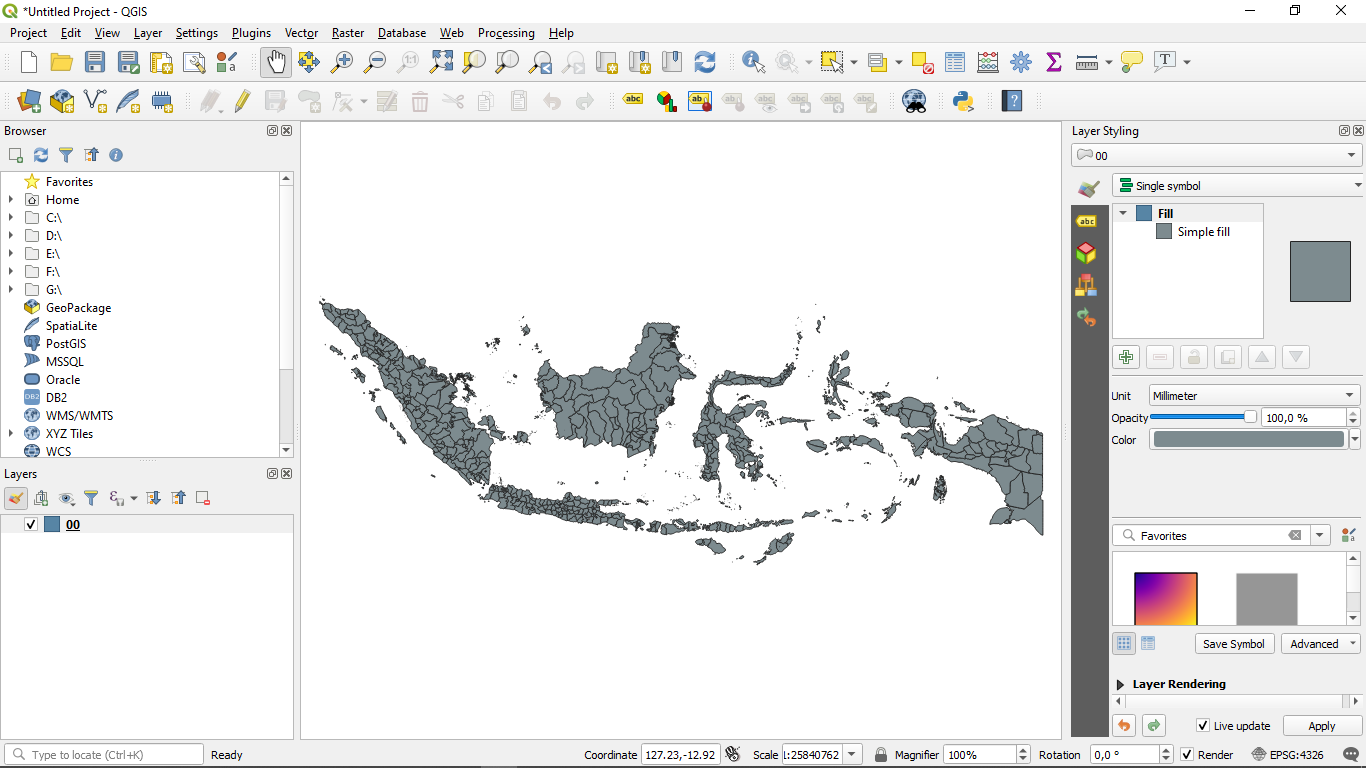 *Untitled Project - QGIS
Project Edit View Layer Settings Plugins Vector Raster Database Web Processing Help
Browser
Favorites
Home
C:\
D:\
E:\
F:\
G:\
GeoPackage
SpatiaLite
PostGIS
MSSQL
Oracle
DB2
WMS/WMTS
XYZ Tiles
WCS
Layers
00
Layer Styling
00
Single symbol
Fill
Simple fill
Unit Millimeter
Opacity 100,0 %
Color
Favorites
Save Symbol Advanced
Layer Rendering
Live update Apply
Type to locate (Ctrl+K) Ready Coordinate 127.23,-12.92 Scale 1:25840762 Magnifier 100% Rotation 0,0 ° Render EPSG:4326